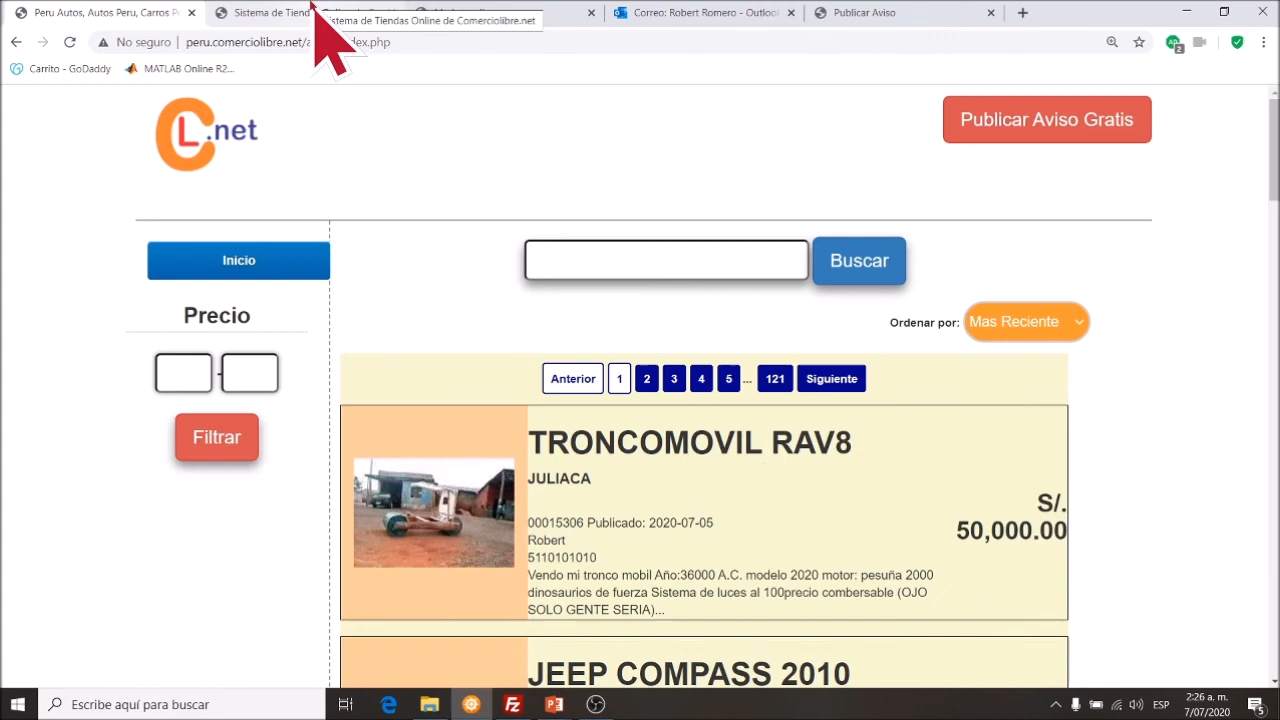 Peru Autos, Autos Peru, Carros P
Sistema de Tiend
Correo: Robert Romero - Outloo
Publicar Aviso
Sistema de Tiendas Online de Comerciolibre.net
No seguro | peru.comerciolibre.net/
ex.php
2
Carrito - GoDaddy
MATLAB Online R2...
CL.net
Publicar Aviso Gratis
Inicio
Buscar
Precio
Ordenar por: Mas Reciente
-
Filtrar
Anterior 1 2 3 4 5 ... 121 Siguiente
TRONCOMOVIL RAV8
JULIACA
S/.
50,000.00
00015306 Publicado: 2020-07-05
Robert
5110101010
Vendo mi tronco mobil Año:36000 A.C. modelo 2020 motor: pesuña 2000
dinosaurios de fuerza Sistema de luces al 100precio combersable (OJO
SOLO GENTE SERIA)...
JEEP COMPASS 2010
Escribe aquí para buscar
ESP
2:26 a. m.
7/07/2020
5